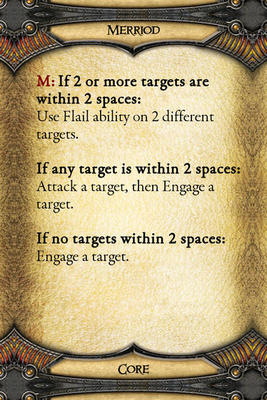 Merriod
M: If 2 or more targets are
within 2 spaces:
Use Flail ability on 2 different
targets.
If any target is within 2 spaces:
Attack a target, then Engage a
target.
If no targets within 2 spaces:
Engage a target.
Core